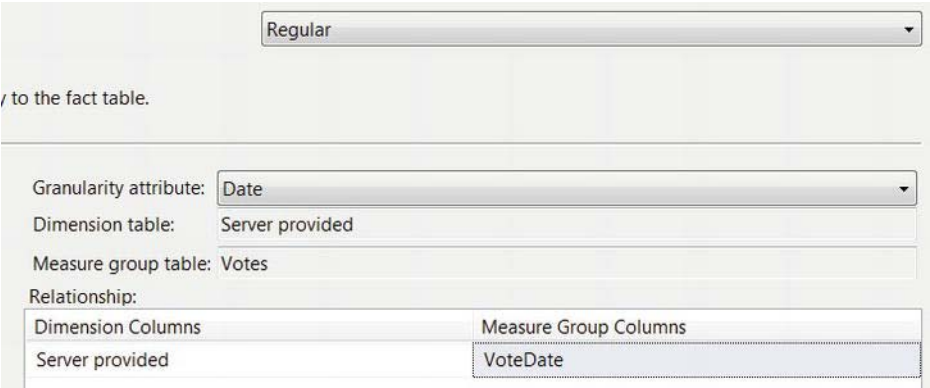 Regular
y to the fact table.
Granularity attribute: Date
Dimension table: Server provided
Measure group table: Votes
Relationship:
Dimension Columns Measure Group Columns
Server provided VoteDate